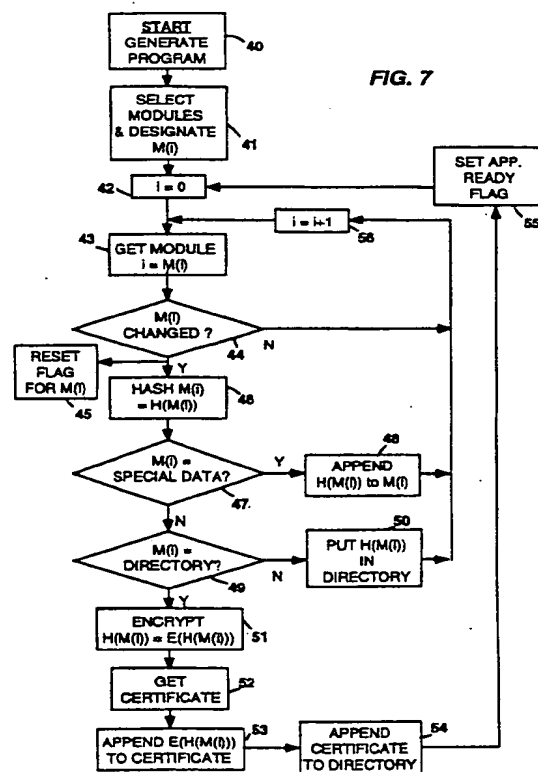 START
GENERATE
PROGRAM
40
FIG. 7
SELECT
MODULES
& DESIGNATE
M(i)
41
SET APP.
READY
FLAG
55
42
i = 0
i = i+1
56
43
GET MODULE
i = M(i)
M(i)
CHANGED ?
44
N
RESET
FLAG
FOR M(i)
45
Y
HASH M(i)
= H(M(i))
46
M(i) =
SPECIAL DATA?
47
Y
48
APPEND
H(M(i)) to M(i)
N
M(i) =
DIRECTORY?
49
N
50
PUT H(M(i))
IN
DIRECTORY
Y
ENCRYPT
H(M(i)) = E(H(M(i)))
51
GET
CERTIFICATE
52
APPEND E(H(M(i)))
TO CERTIFICATE
53
APPEND
CERTIFICATE
TO DIRECTORY
54